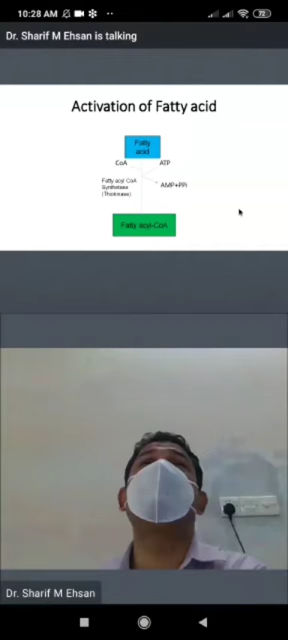 10:28 AM
72
Dr. Sharif M Ehsan is talking
Activation of Fatty acid
Fatty
acid
CoA
ATP
Fatty acyl CoA
Synthetase
(Thiokinase)
AMP+PPi
Fatty acyl-CoA
Dr. Sharif M Ehsan